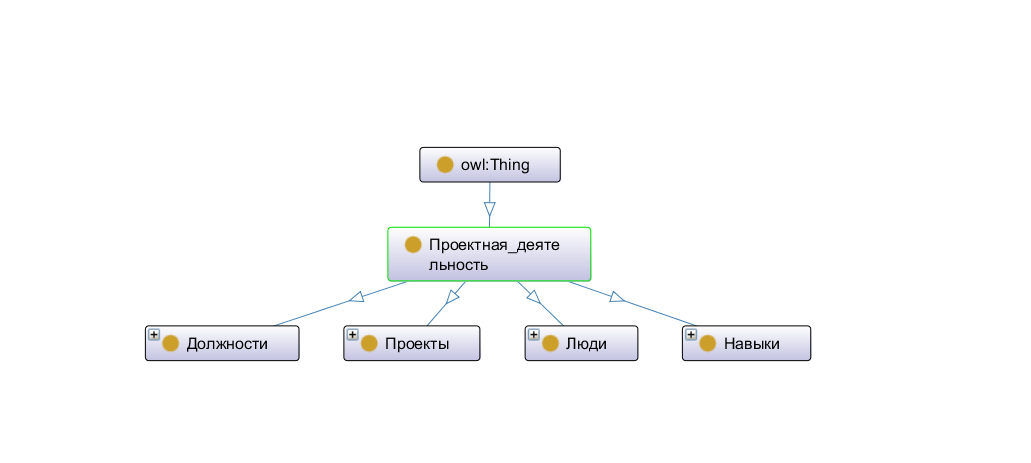 owl:Thing
Проектная_деяте
льность
Должности
Проекты
Люди
Навыки